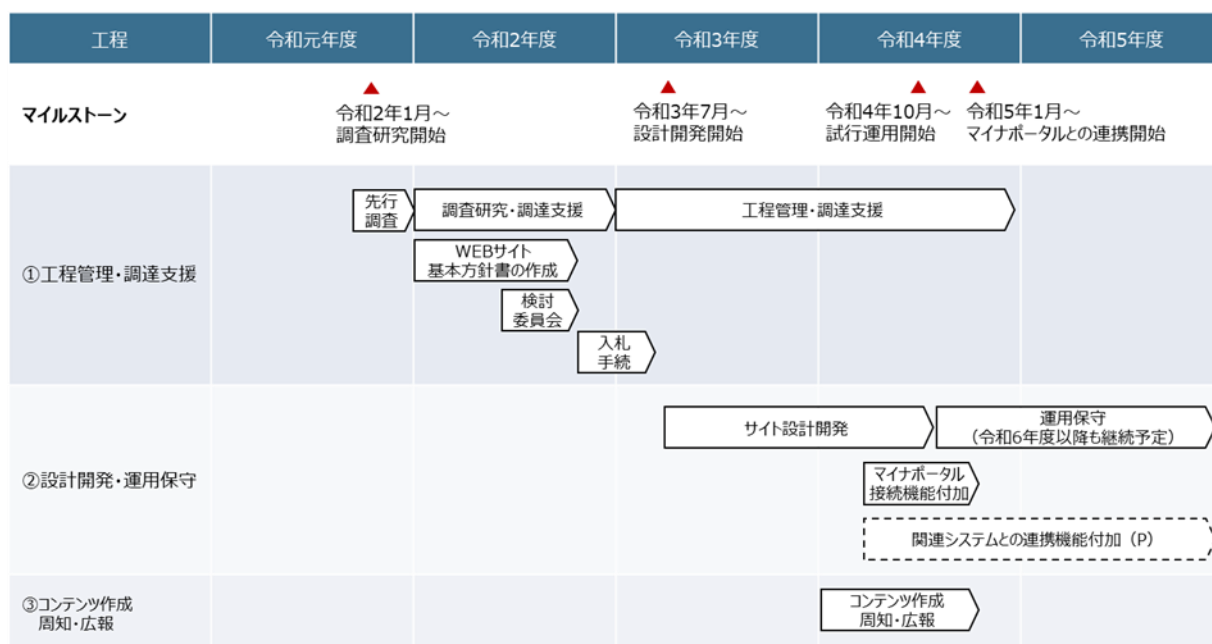 工程
令和元年度
令和2年度
令和3年度
令和4年度
令和5年度
マイルストーン
令和2年1月～
調査研究開始
令和3年7月～
設計開発開始
令和4年10月～
試行運用開始
令和5年1月～
マイナポータルとの連携開始
①工程管理・調達支援
先行
調査
調査研究・調達支援
工程管理・調達支援
WEBサイト
基本方針書の作成
検討
委員会
入札
手続
②設計開発・運用保守
サイト設計開発
運用保守
（令和6年度以降も継続予定）
マイナポータル
接続機能付加
関連システムとの連携機能付加（P）
③コンテンツ作成
周知・広報
コンテンツ作成
周知・広報